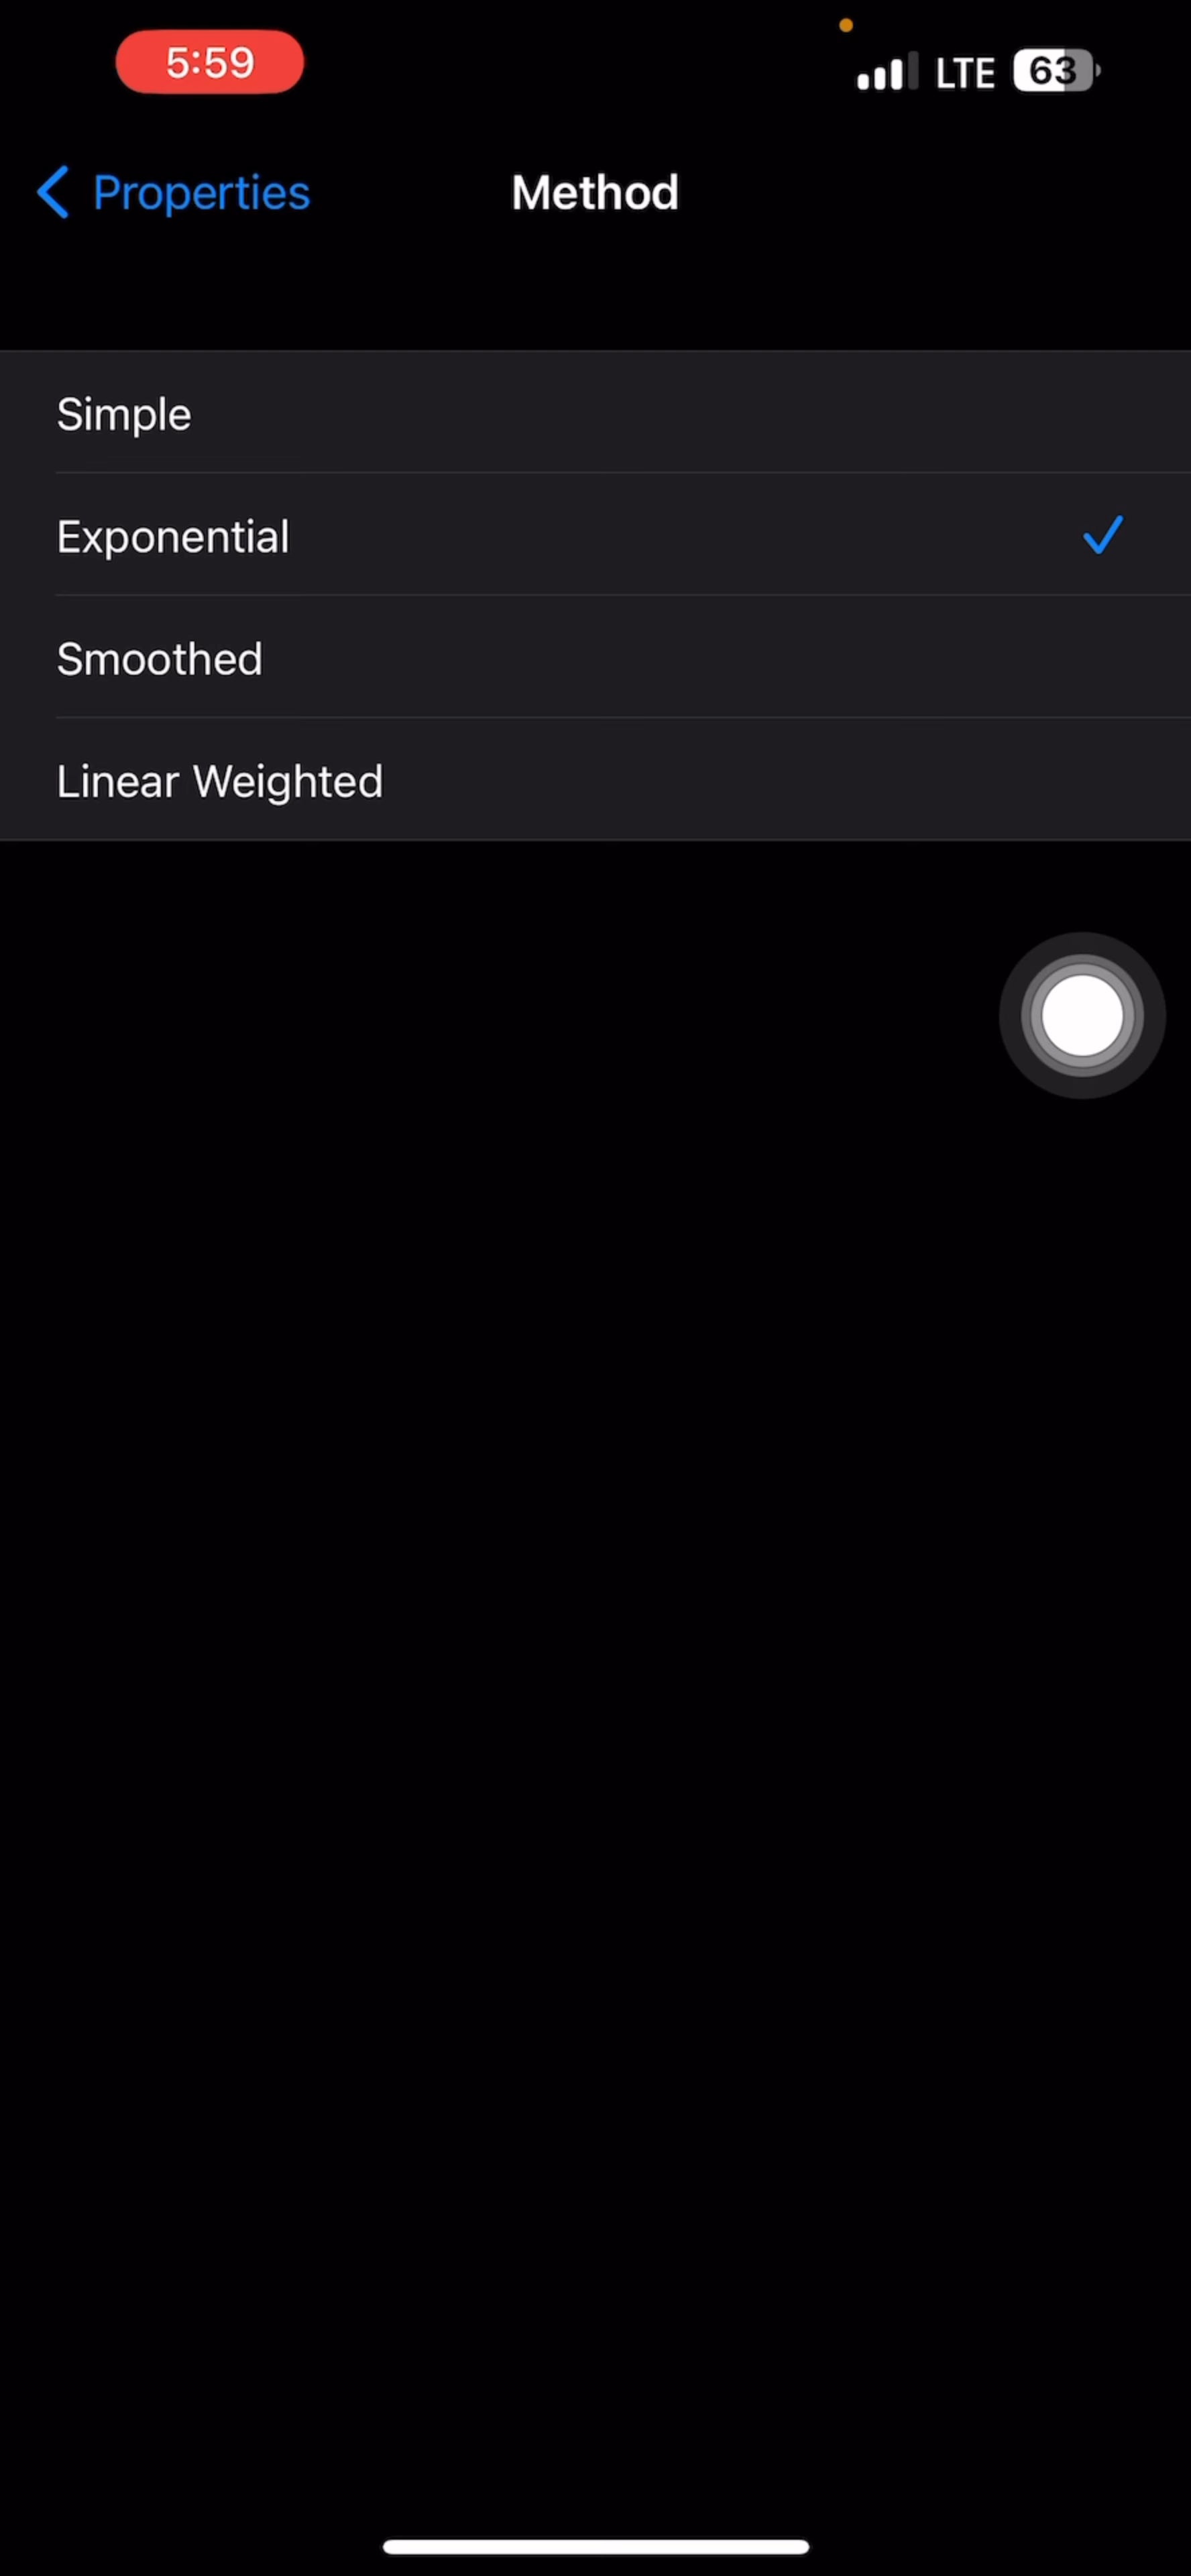 5:59
LTE 63
Properties
Method
Simple
Exponential
Smoothed
Linear Weighted